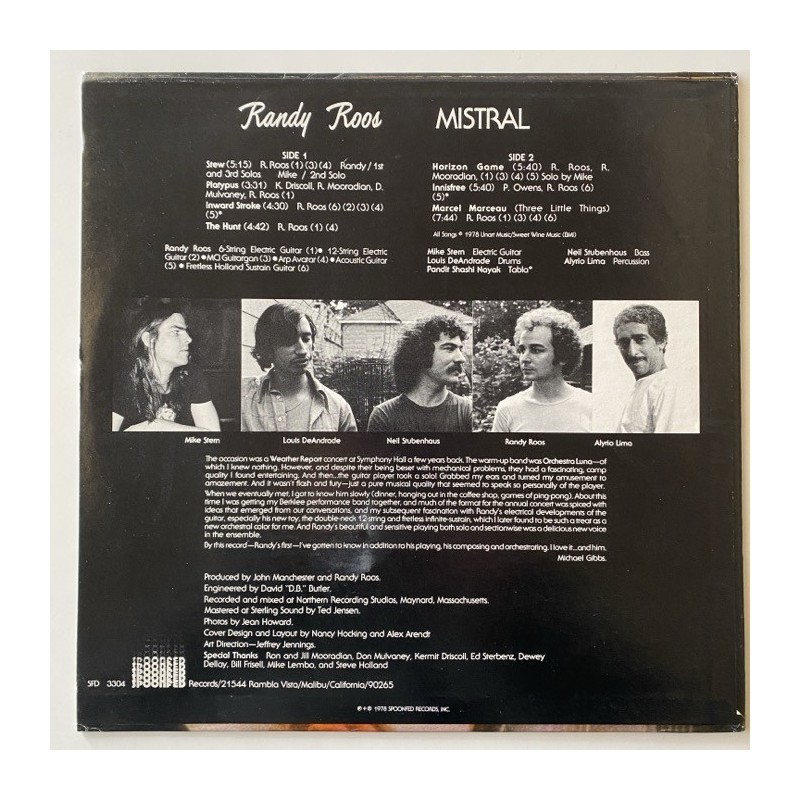 Randy Roos MISTRAL
SIDE 1
Stew (5:15) R. Roos (1) (3) (4) Randy / 1st
and 3rd Solos Mike / 2nd Solo
Platypus (3:31) K. Driscoll, R. Mooradian, D.
Mulvaney, R. Roos (1)
Inward Stroke (4:30) R. Roos (6) (2) (3) (4)
(5)*
The Hunt (4:42) R. Roos (1) (4)
SIDE 2
Horizon Game (5:40) R. Roos, R.
Mooradian, (1) (3) (4) (5) Solo by Mike
Innisfree (5:40) P. Owens, R. Roos (6)
(5)*
Marcel Marceau (Three Little Things)
(7:44) R. Roos (1) (3) (4) (6)
All Songs ℗ 1978 Unart Music/Sweet Wine Music (BMI)
Randy Roos 6-String Electric Guitar (1)● 12-String Electric
Guitar (2) ●MCI Guitorgan (3) ●Arp Avatar (4) ●Acoustic Guitar
(5) ● Fretless Holland Sustain Guitar (6)
Mike Stern Electric Guitar
Louis DeAndrade Drums
Pandit Shashi Nayak Tabla*
Neil Stubenhous Bass
Alyrio Lima Percussion
Mike Stern Louis DeAndrade Neil Stubenhous Randy Roos Alyrio Lima
The occasion was a Weather Report concert at Symphony Hall a few years back. The warm-up band was Orchestra Luna—of
which I knew nothing. However, and despite their being beset with mechanical problems, they had a fascinating, camp
quality I found entertaining. And then...the guitar player took a solo! Grabbed my ears and turned my amusement to
amazement. And it wasn't flash and fury—just a pure musical quality that seemed to speak so personally of the player.
When we eventually met, I got to know him slowly (dinner, hanging out in the coffee shop, games of ping-pong). About this
time I was getting my Berklee performance band together, and much of the format for the annual concert was spiced with
ideas that emerged from our conversations, and my subsequent fascination with Randy's electrical developments of the
guitar, especially his new toy, the double-neck 12-string and fretless infinite-sustain, which I later found to be such a treat as a
new orchestral color for me. And Randy's beautiful and sensitive playing both solo and sectionwise was a delicious new voice
in the ensemble.
By this record—Randy's first—I've gotten to know in addition to his playing, his composing and orchestrating. I love it...and him.
Michael Gibbs.
Produced by John Manchester and Randy Roos.
Engineered by David "D.B." Butler.
Recorded and mixed at Northern Recording Studios, Maynard, Massachusetts.
Mastered at Sterling Sound by Ted Jensen.
Photos by Jean Howard.
Cover Design and Layout by Nancy Hocking and Alex Arendt
Art Direction—Jeffrey Jennings.
Special Thanks Ron and Jill Mooradian, Don Mulvaney, Kermit Driscoll, Ed Sterbenz, Dewey
Dellay, Bill Frisell, Mike Lembo, and Steve Holland
SFD 3304 SPOONFED Records/21544 Rambla Vista/Malibu/California/90265
℗ + © 1978 SPOONFED RECORDS, INC.